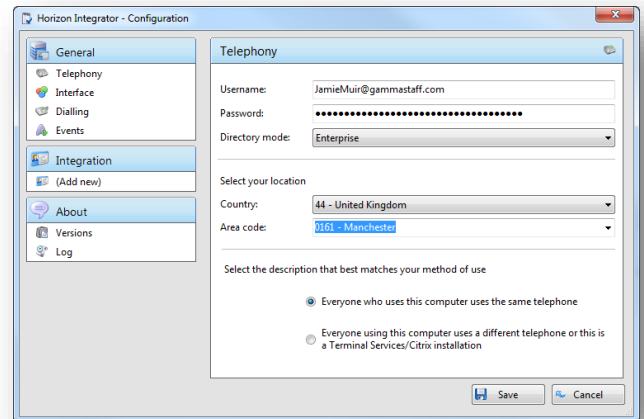 Horizon Integrator - Configuration
General
Telephony
Interface
Dialling
Events
Integration
(Add new)
About
Versions
Log
Telephony
Username: JamieMuir@gammastaff.com
Password: ●●●●●●●●●●●●●●●●●●●●●●●●●●●●●●●●●●●●
Directory mode: Enterprise
Select your location
Country: 44 - United Kingdom
Area code: 0161 - Manchester
Select the description that best matches your method of use
Everyone who uses this computer uses the same telephone
Everyone using this computer uses a different telephone or this is
a Terminal Services/Citrix installation
Save Cancel